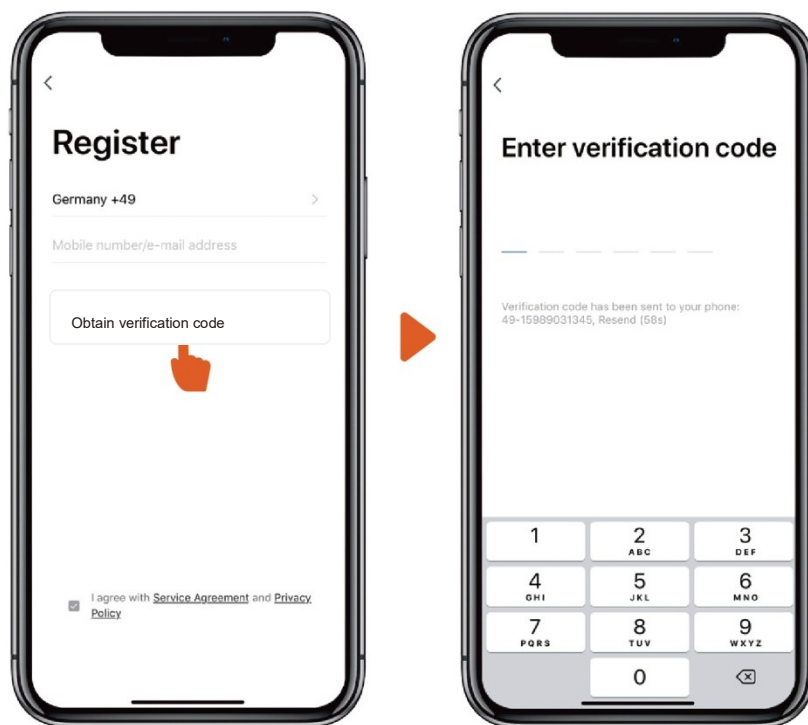 Register
Germany +49
Mobile number/e-mail address
Obtain verification code
I agree with Service Agreement and Privacy
Policy
Enter verification code
Verification code has been sent to your phone:
49-15989031345, Resend (58s)
1
2
ABC
3
DEF
4
GHI
5
JKL
6
MNO
7
PQRS
8
TUV
9
WXYZ
0